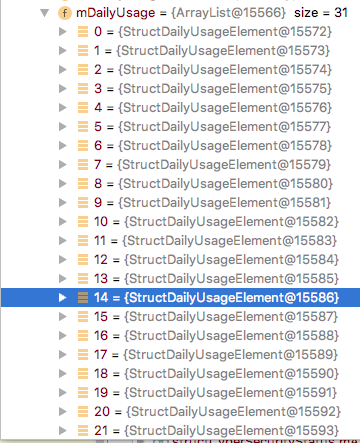 f mDailyUsage = {ArrayList@15566} size = 31
0 = {StructDailyUsageElement@15572}
1 = {StructDailyUsageElement@15573}
2 = {StructDailyUsageElement@15574}
3 = {StructDailyUsageElement@15575}
4 = {StructDailyUsageElement@15576}
5 = {StructDailyUsageElement@15577}
6 = {StructDailyUsageElement@15578}
7 = {StructDailyUsageElement@15579}
8 = {StructDailyUsageElement@15580}
9 = {StructDailyUsageElement@15581}
10 = {StructDailyUsageElement@15582}
11 = {StructDailyUsageElement@15583}
12 = {StructDailyUsageElement@15584}
13 = {StructDailyUsageElement@15585}
14 = {StructDailyUsageElement@15586}
15 = {StructDailyUsageElement@15587}
16 = {StructDailyUsageElement@15588}
17 = {StructDailyUsageElement@15589}
18 = {StructDailyUsageElement@15590}
19 = {StructDailyUsageElement@15591}
20 = {StructDailyUsageElement@15592}
21 = {StructDailyUsageElement@15593}